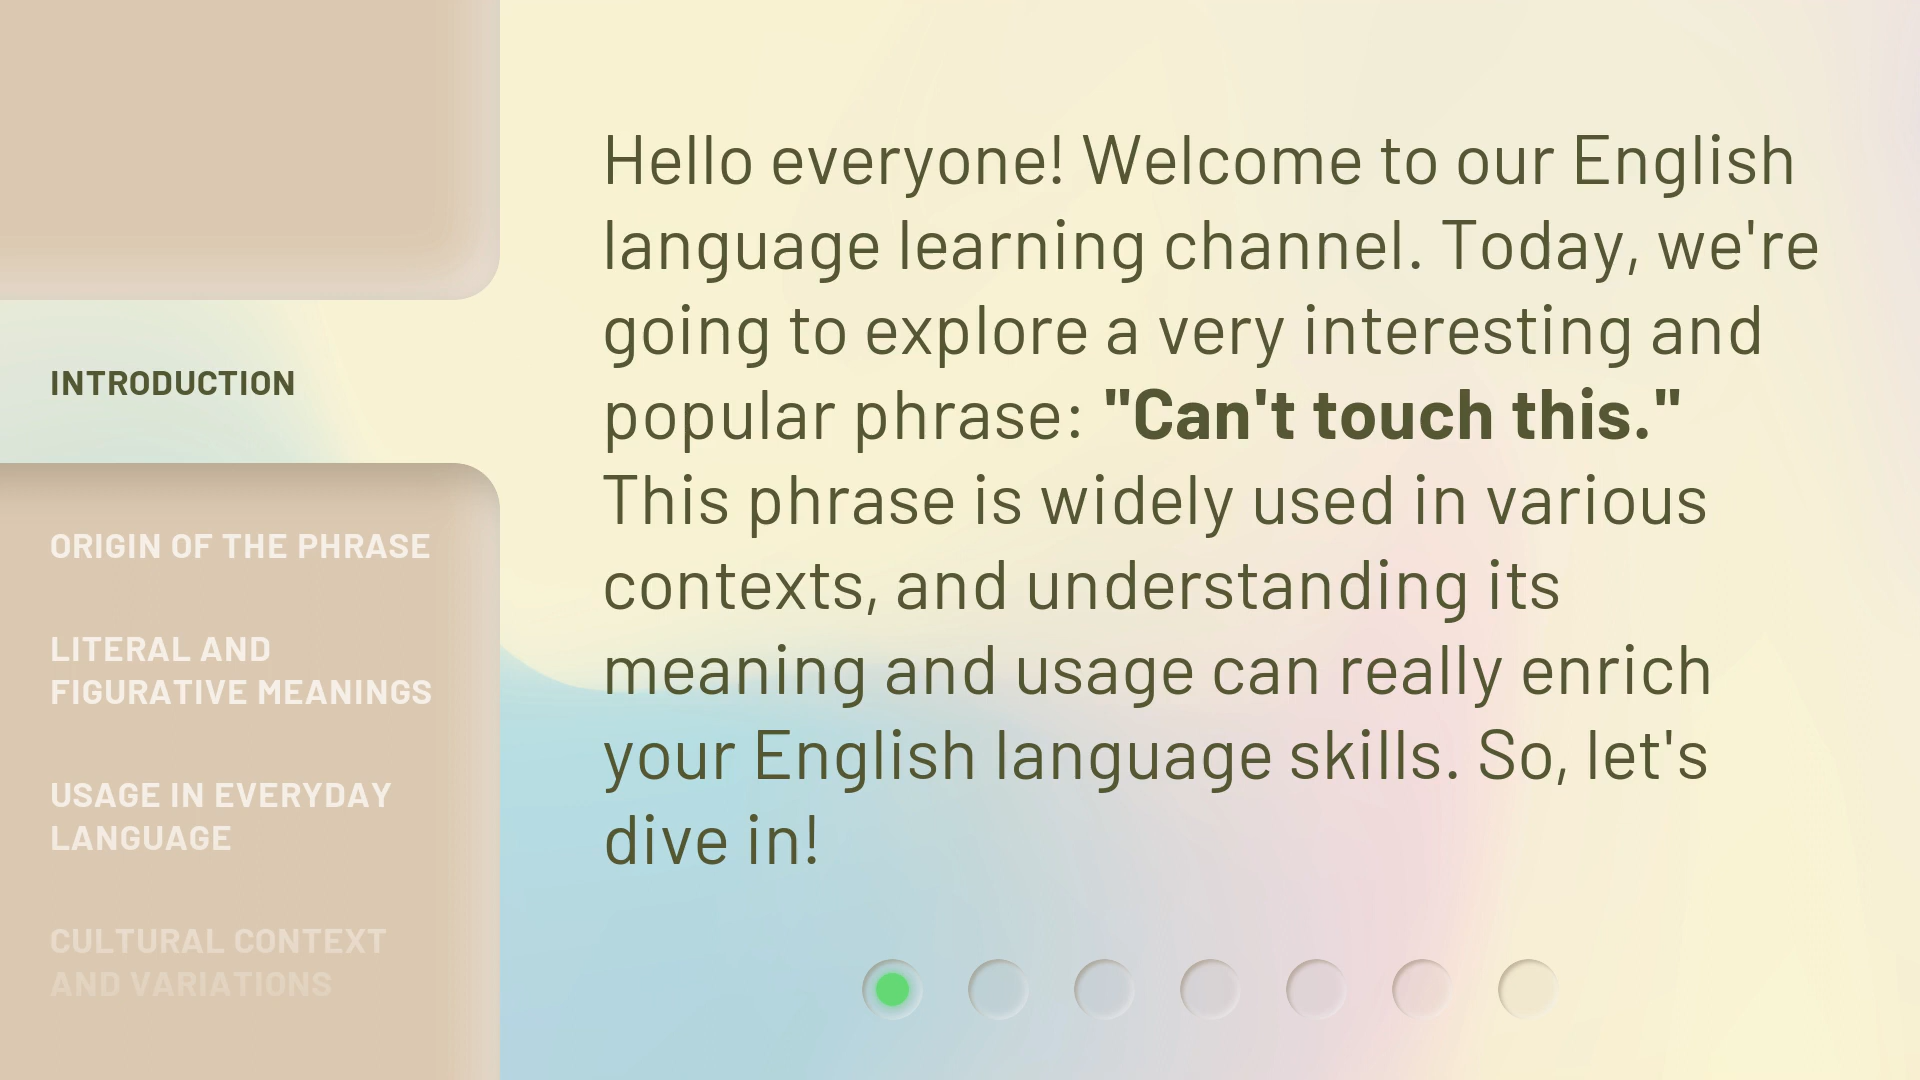 INTRODUCTION
ORIGIN OF THE PHRASE
LITERAL AND
FIGURATIVE MEANINGS
USAGE IN EVERYDAY
LANGUAGE
CULTURAL CONTEXT
AND VARIATIONS
Hello everyone! Welcome to our English
language learning channel. Today, we're
going to explore a very interesting and
popular phrase: "Can't touch this."
This phrase is widely used in various
contexts, and understanding its
meaning and usage can really enrich
your English language skills. So, let's
dive in!